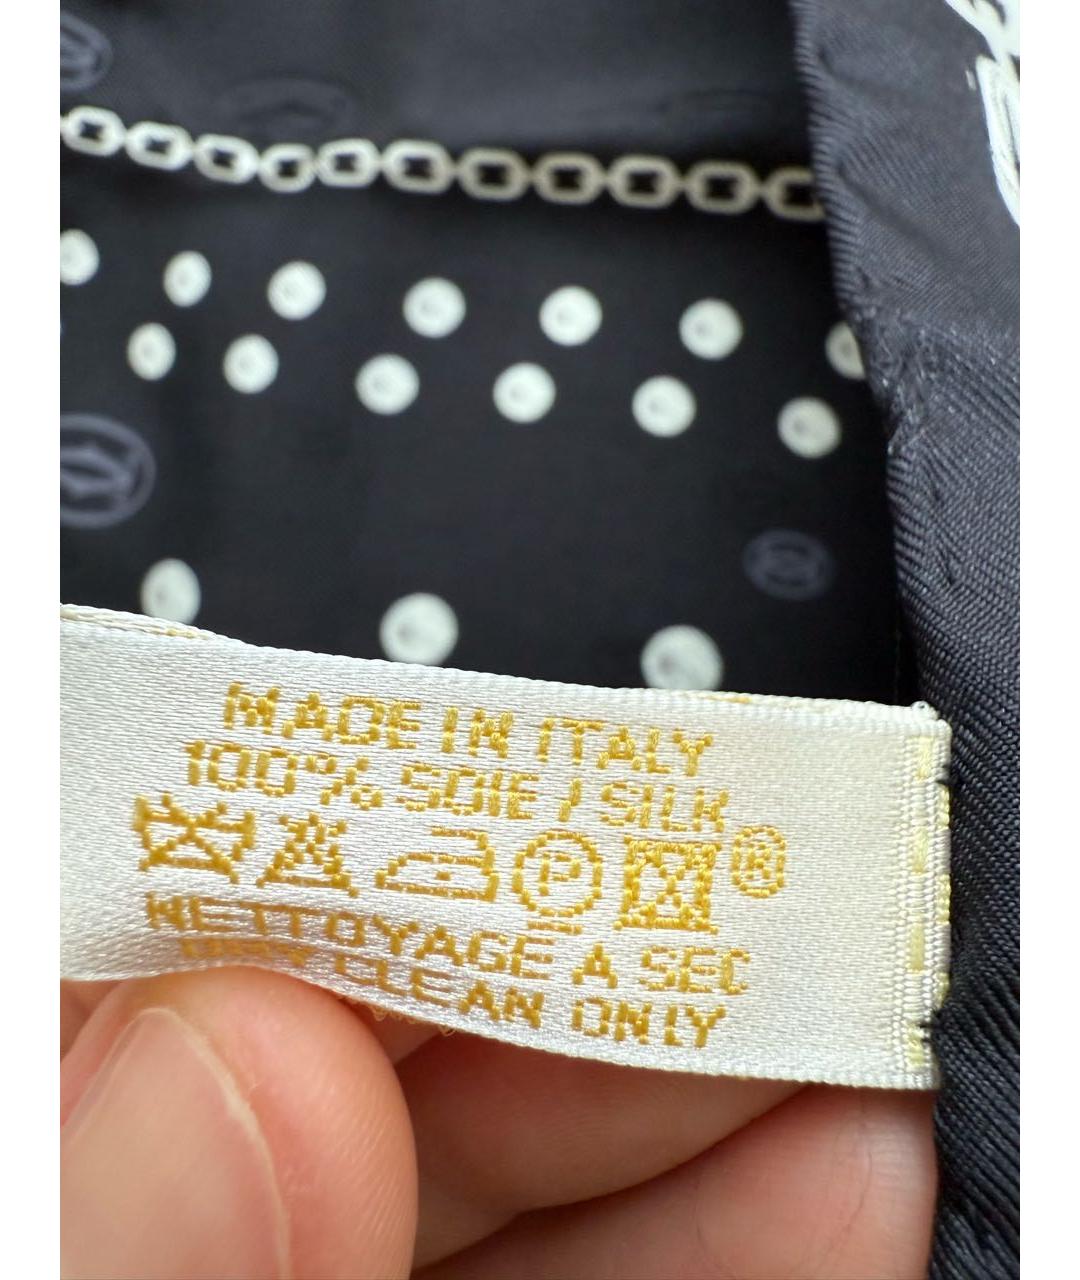 MADE IN ITALY
100% SOIE / SILK
P ®
NETTOYAGE A SEC
DRY CLEAN ONLY